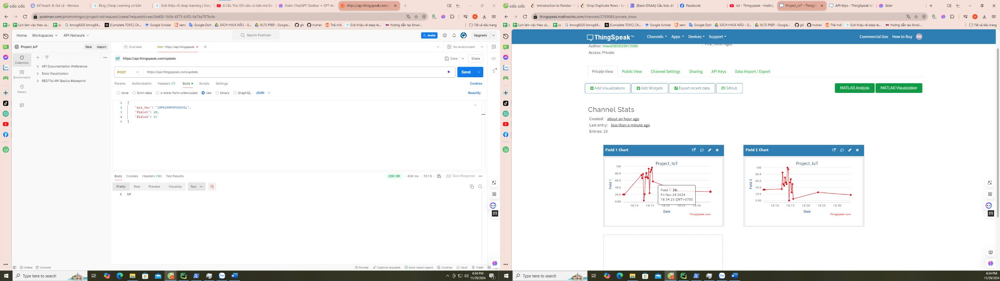 cốc cốc
Kế hoạch & Giá cả - Monica
Blog | Deep Learning cơ bản
Giới thiệu về deep learning | Deep
8 Cấu Trúc Dữ Liệu cơ bản mà De
Sider: ChatGPT Sidebar + GPT-4o
https://api.thingspeak.com/u
postman.com/phdminhngoc/project-iot/request/create?requestId=eec3dd08-1b94-4573-b3f2-9a74a787bcfe
z
Lịch làm việc theo cá...
cc
bmwg6320 bmwg64...
[Complete TOEIC] Ch...
Google Scholar
semi
Google Dịch
SÁCH HACK NÃO - G...
IELTS PREP - Google...
git
mohan
Thẻ mới
Giới thiệu về deep le...
Hướng dẫn tạo Email...
Tất cả dấu trang
Home
Workspaces
API Network
Search Postman
Invite
Upgrade
Project_IoT
New
Import
Overview
POST https://api.thingspeak.
No environment
Collections
Environments
History
API Documentation #reference
Data Visualization
RESTful API Basics #blueprint
HTTP
https://api.thingspeak.com/update
Save
Share
POST
https://api.thingspeak.com/update
Send
Params
Authorization
Headers (7)
Body
Scripts
Settings
Cookies
none
form-data
x-www-form-urlencoded
raw
binary
GraphQL
JSON
Beautify
1 {
2 "api_key": "IRP6I98POPODH31L",
3 "field1": 28,
4 "field2": 17
5 }
Body
Cookies
Headers (14)
Test Results
200 OK
408 ms
551 B
Save Response
Pretty
Raw
Preview
Visualize
Text
1 19
Online
Console
Runner
Capture requests
Auto-select agent
Cookies
Vault
Trash
Type here to search
6:34 PM
11/29/2024
cốc cốc
Introduction to Pandas -
Drop Duplicate Rows - Le
[Basic-DSAA] Cấu trúc dữ
Facebook
Iot - Thingspeak - Hướng
Project_IoT - ThingS
API Keys - ThingSpeak Io
Sider
thingspeak.mathworks.com/channels/2769045/private_show
z
Lịch làm việc theo cá...
cc
bmwg6320 bmwg64...
[Complete TOEIC] Ch...
Google Scholar
semi
Google Dịch
SÁCH HACK NÃO - G...
IELTS PREP - Google...
git
mohan
Thẻ mới
Giới thiệu về deep le...
Hướng dẫn tạo Email...
Tất cả dấu trang
ThingSpeak™
Channels
Apps
Devices
Support
Commercial Use
How to Buy
PH
PhD_Minh Ngoc
Author: mwa0000028472086
Access: Private
Private View
Public View
Channel Settings
Sharing
API Keys
Data Import / Export
Add Visualizations
Add Widgets
Export recent data
GitHub
MATLAB Analysis
MATLAB Visualization
Channel Stats
Created: about an hour ago
Last entry: less than a minute ago
Entries: 19
Field 1 Chart
Project_IoT
Field 1
100
80.0
60.0
40.0
20.0
0.00
Field 1: 28
Fri Nov 29 2024
18:34:23 GMT+0700
18:10
18:15
18:20
18:25
18:30
Date
ThingSpeak.com
Field 2 Chart
Project_IoT
Field 2
100
80.0
60.0
40.0
20.0
0.00
18:10
18:15
18:20
18:25
18:30
Date
ThingSpeak.com
Type here to search
6:34 PM
11/29/2024